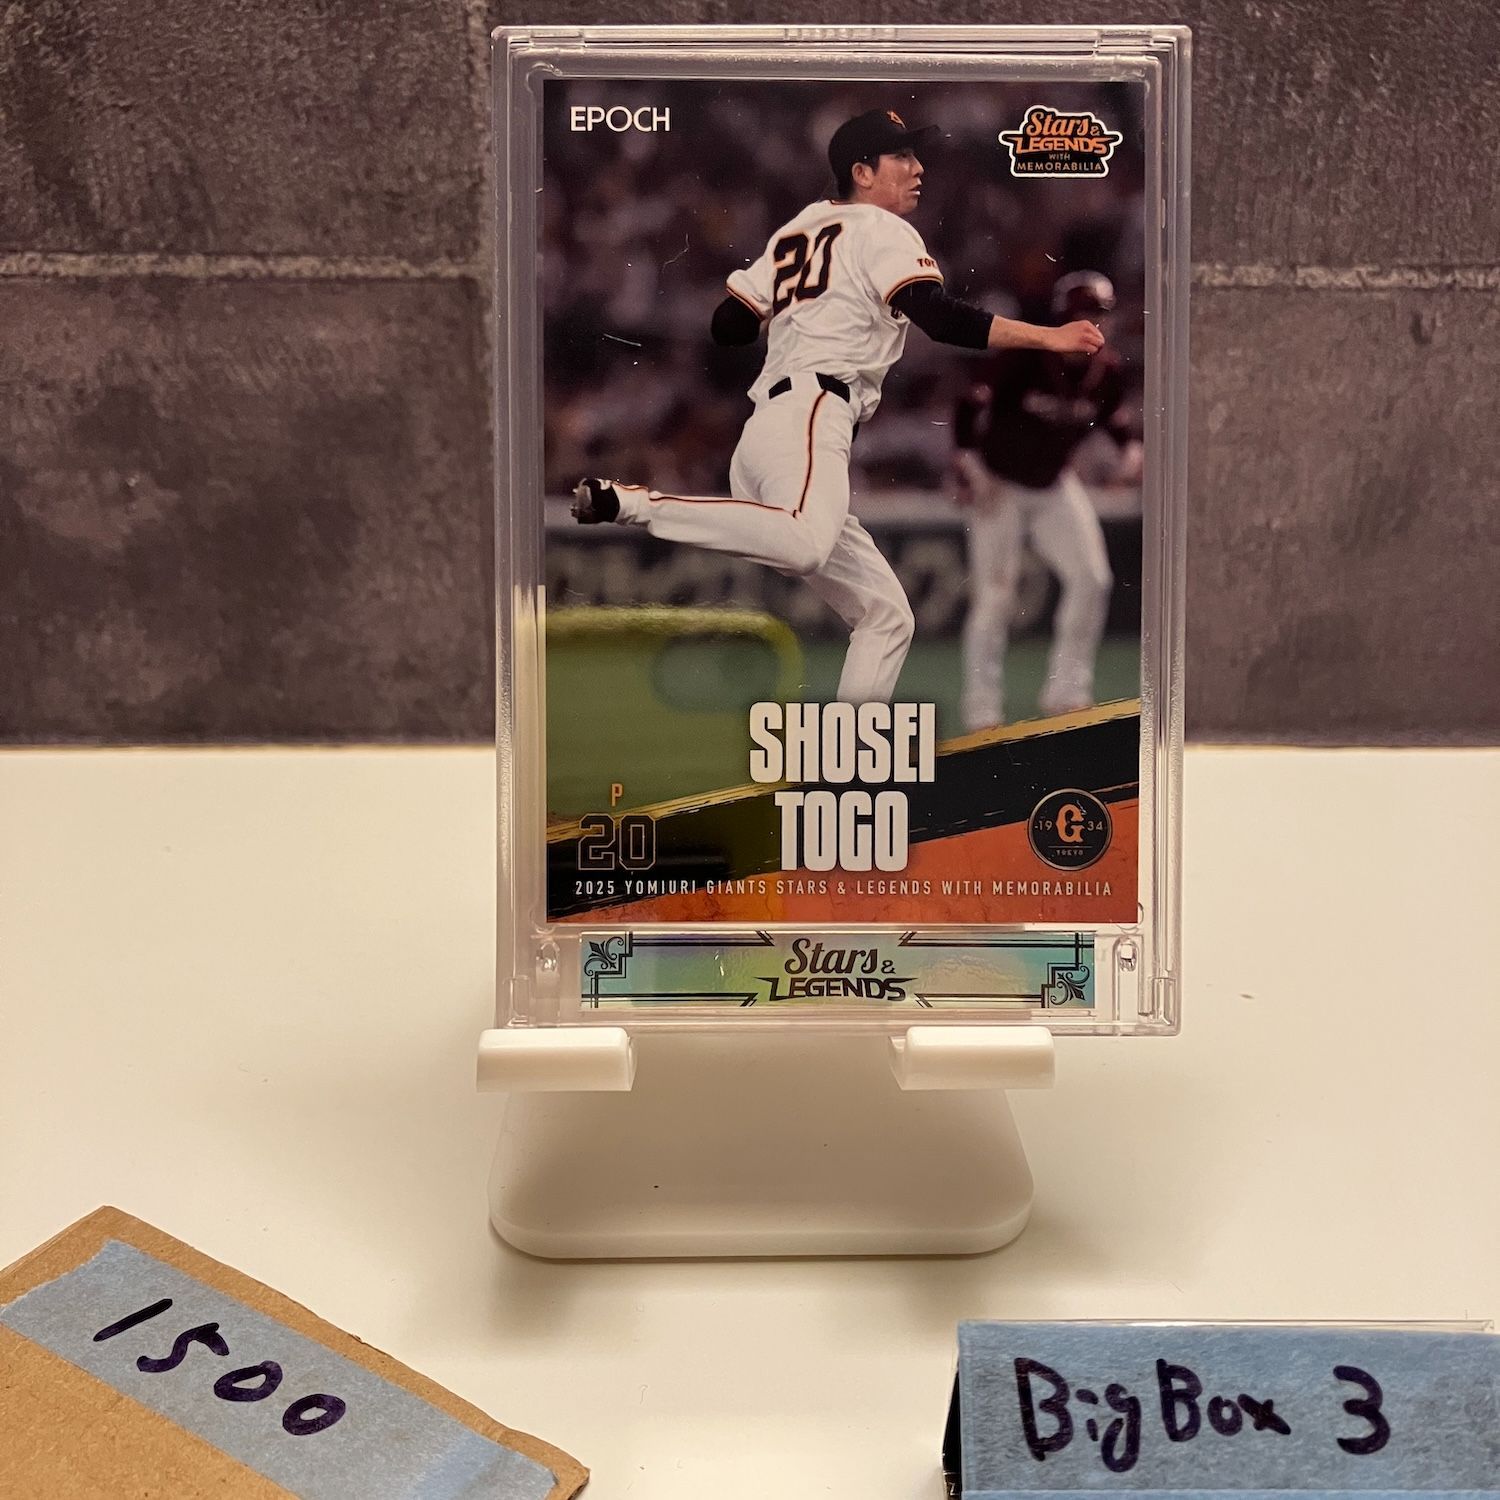 EPOCH
Stars &
LEGENDS
WITH
MEMORABILIA
20
SHOSEI
TOGO
P
20
19 G 34
TOKYO
2025 YOMIURI GIANTS STARS & LEGENDS WITH MEMORABILIA
Stars &
LEGENDS
1500
Big Box 3